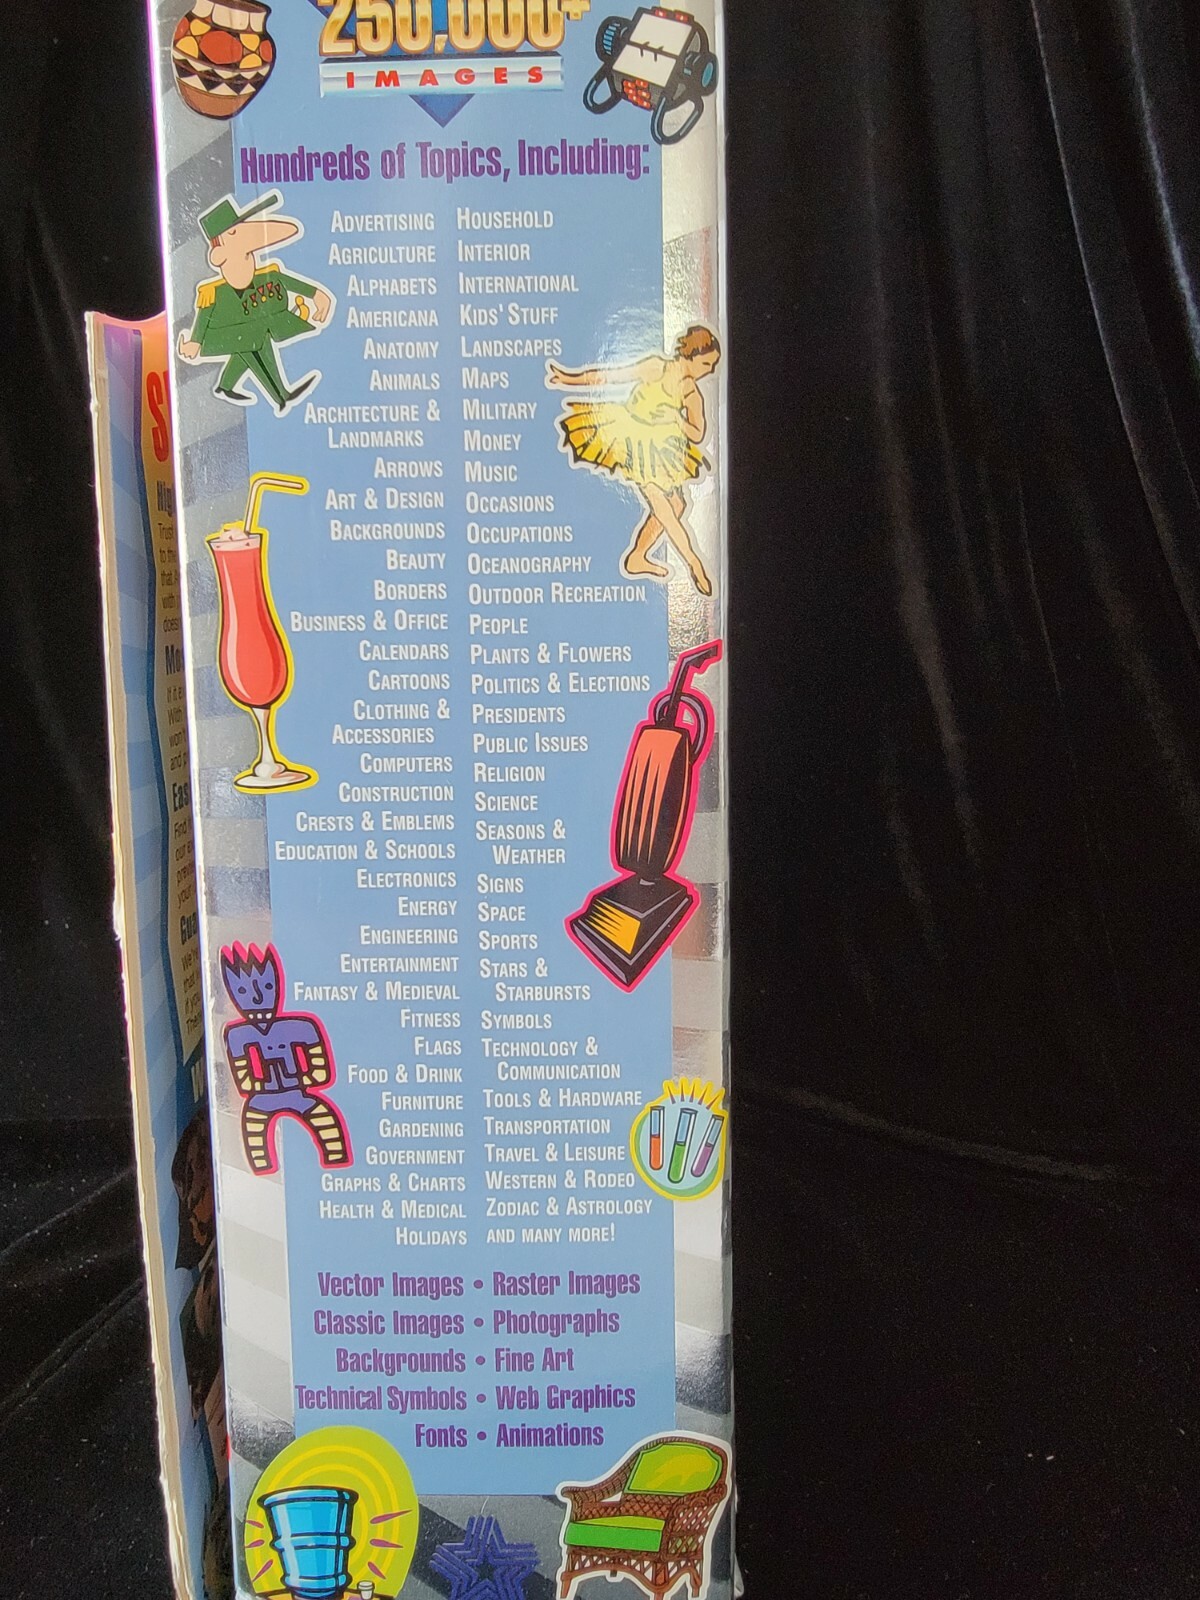 250,000+
IMAGES
Hundreds of Topics, Including:
ADVERTISING
AGRICULTURE
ALPHABETS
AMERICANA
ANATOMY
ANIMALS
ARCHITECTURE &
LANDMARKS
ARROWS
ART & DESIGN
BACKGROUNDS
BEAUTY
BORDERS
BUSINESS & OFFICE
CALENDARS
CARTOONS
CLOTHING &
ACCESSORIES
COMPUTERS
CONSTRUCTION
CRESTS & EMBLEMS
EDUCATION & SCHOOLS
ELECTRONICS
ENERGY
ENGINEERING
ENTERTAINMENT
FANTASY & MEDIEVAL
FITNESS
FLAGS
FOOD & DRINK
FURNITURE
GARDENING
GOVERNMENT
GRAPHS & CHARTS
HEALTH & MEDICAL
HOLIDAYS
HOUSEHOLD
INTERIOR
INTERNATIONAL
KIDS' STUFF
LANDSCAPES
MAPS
MILITARY
MONEY
MUSIC
OCCASIONS
OCCUPATIONS
OCEANOGRAPHY
OUTDOOR RECREATION
PEOPLE
PLANTS & FLOWERS
POLITICS & ELECTIONS
PRESIDENTS
PUBLIC ISSUES
RELIGION
SCIENCE
SEASONS &
WEATHER
SIGNS
SPACE
SPORTS
STARS &
STARBURSTS
SYMBOLS
TECHNOLOGY &
COMMUNICATION
TOOLS & HARDWARE
TRANSPORTATION
TRAVEL & LEISURE
WESTERN & RODEO
ZODIAC & ASTROLOGY
AND MANY MORE!
Vector Images • Raster Images
Classic Images • Photographs
Backgrounds • Fine Art
Technical Symbols • Web Graphics
Fonts • Animations